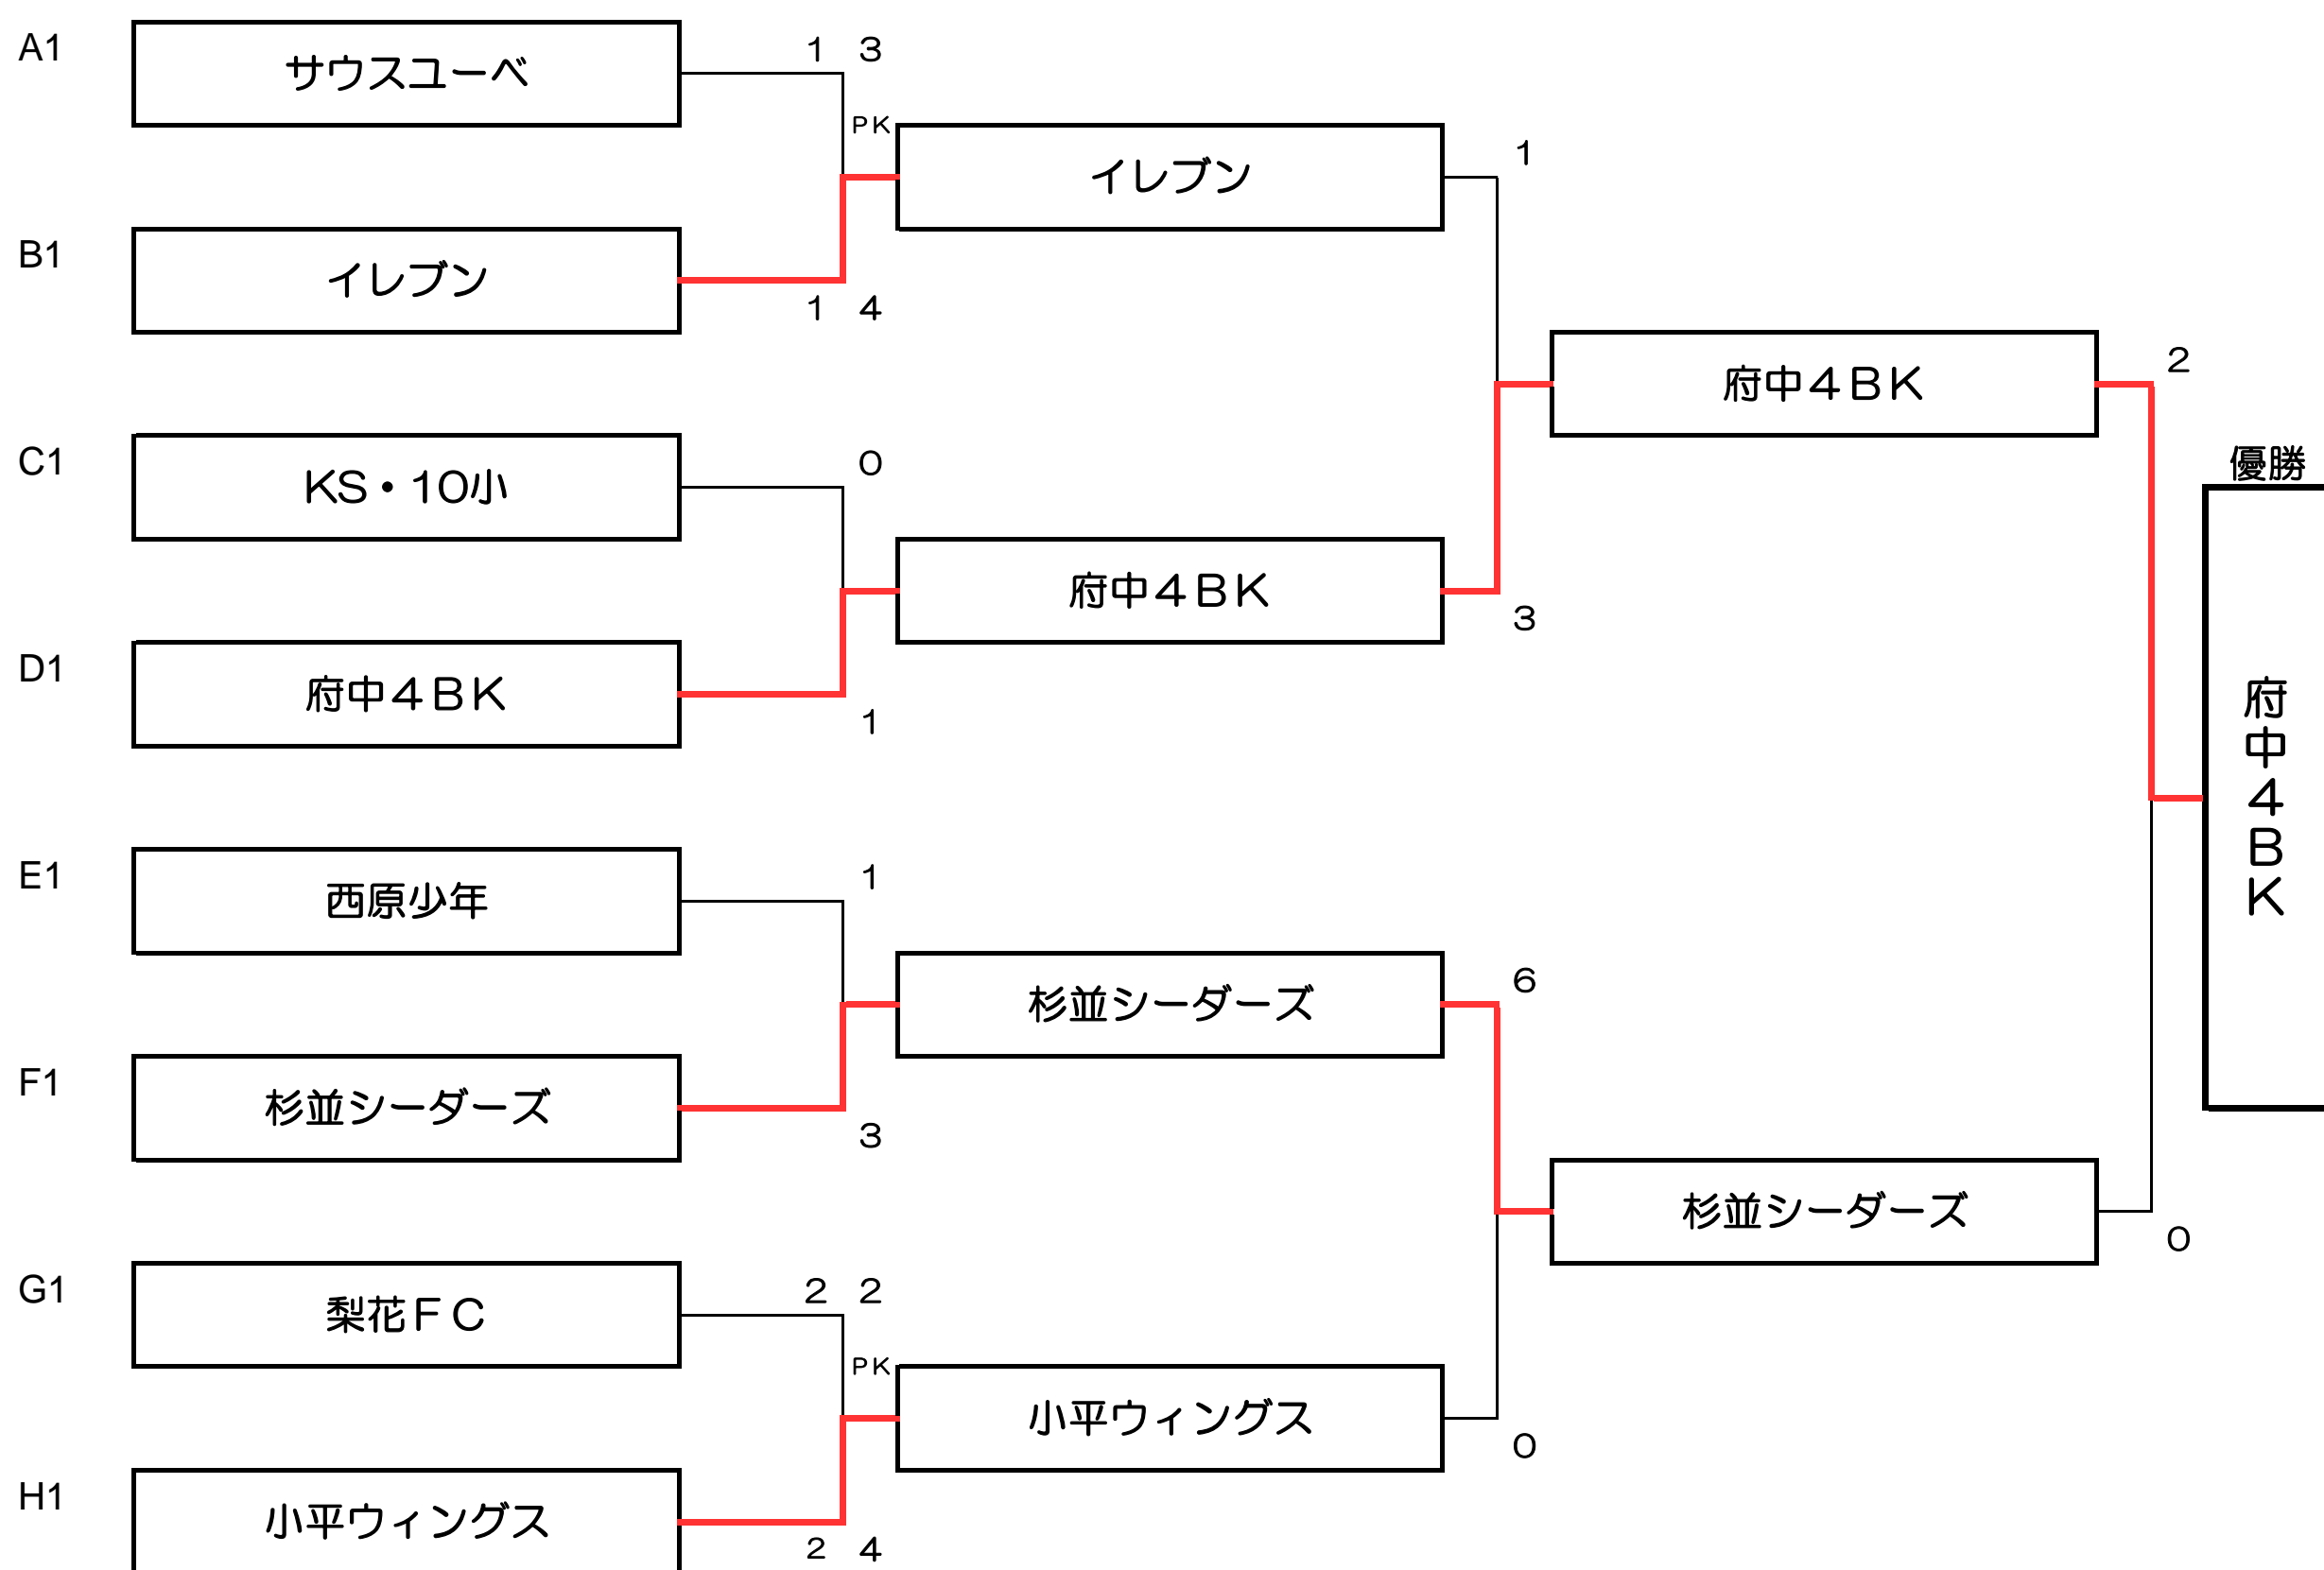 A1 サウスユーベ 1 3
PK
イレブン 1
B1 イレブン 1 4
府中４ＢＫ 2
C1 KS・10小 0
優勝
府中４ＢＫ 3
D1 府中４ＢＫ 1
府中４ＢＫ
E1 西原少年 1
杉並シーダーズ 6
F1 杉並シーダーズ 3
杉並シーダーズ 0
G1 梨花ＦＣ 2 2
PK
小平ウィングス 0
H1 小平ウィングス 2 4